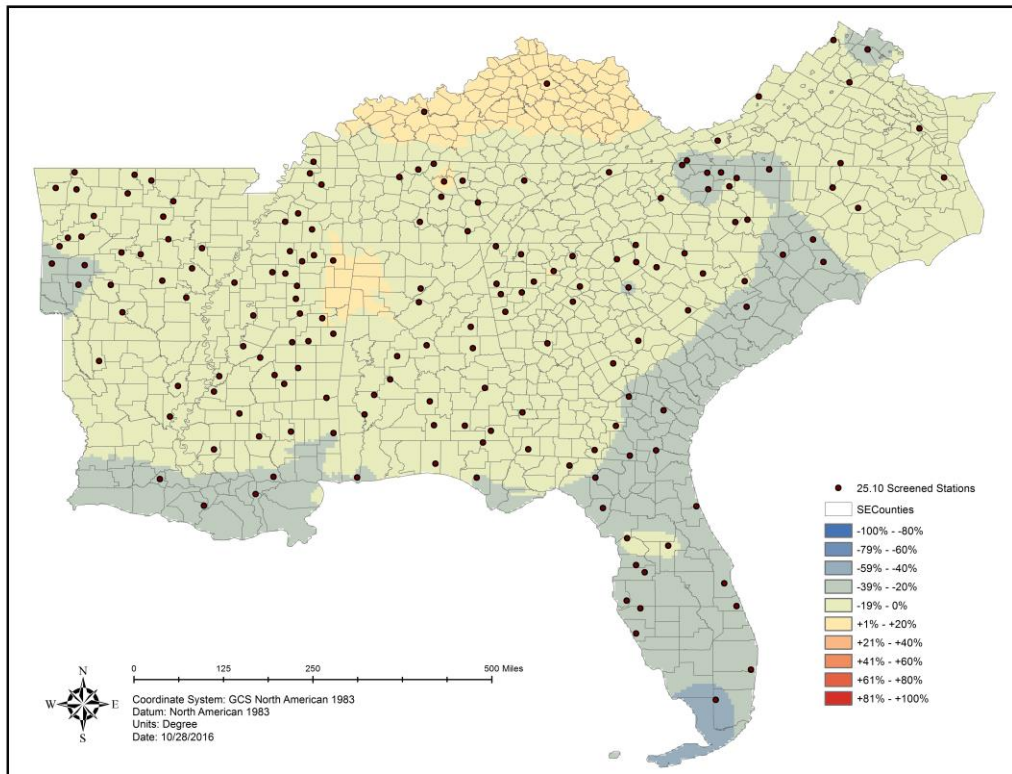 25.10 Screened Stations
SECounties
-100% - -80%
-79% - -60%
-59% - -40%
-39% - -20%
-19% - 0%
+1% - +20%
+21% - +40%
+41% - +60%
+61% - +80%
+81% - +100%
0 125 250 500 Miles
N
W E
S
Coordinate System: GCS North American 1983
Datum: North American 1983
Units: Degree
Date: 10/28/2016